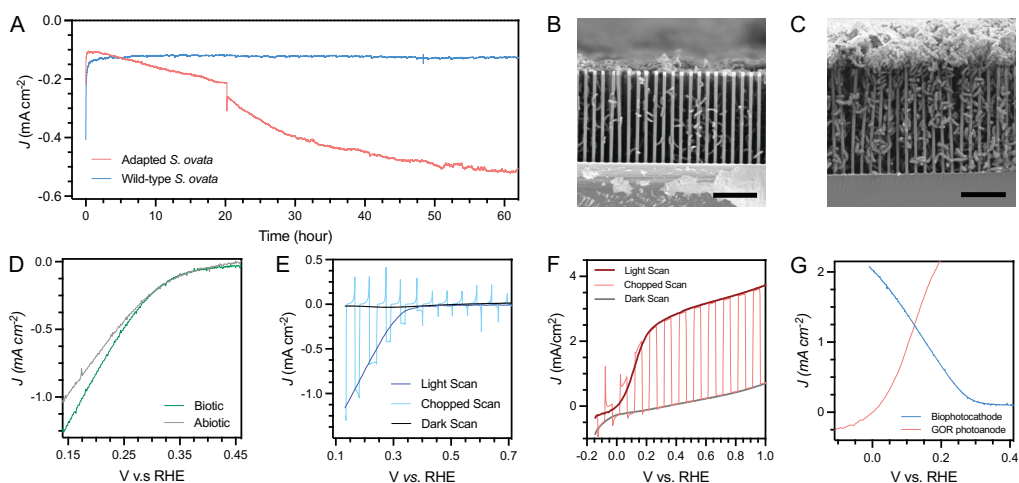 A
0.0
-0.2
-0.4
-0.6
J (mA cm-2)
Adapted S. ovata
Wild-type S. ovata
0
10
20
30
40
50
60
Time (hour)
B
C
D
0.0
-0.5
-1.0
J (mA cm-2)
Biotic
Abiotic
0.15
0.25
0.35
0.45
V v.s RHE
E
0.5
0.0
-0.5
-1.0
-1.5
J (mA cm-2)
Light Scan
Chopped Scan
Dark Scan
0.1
0.3
0.5
0.7
V vs. RHE
F
4
2
0
J (mA/cm2)
Light Scan
Chopped Scan
Dark Scan
-0.2
0.0
0.2
0.4
0.6
0.8
1.0
V vs. RHE
G
2
1
0
J (mA cm-2)
Biophotocathode
GOR photoanode
0.0
0.2
0.4
V vs. RHE